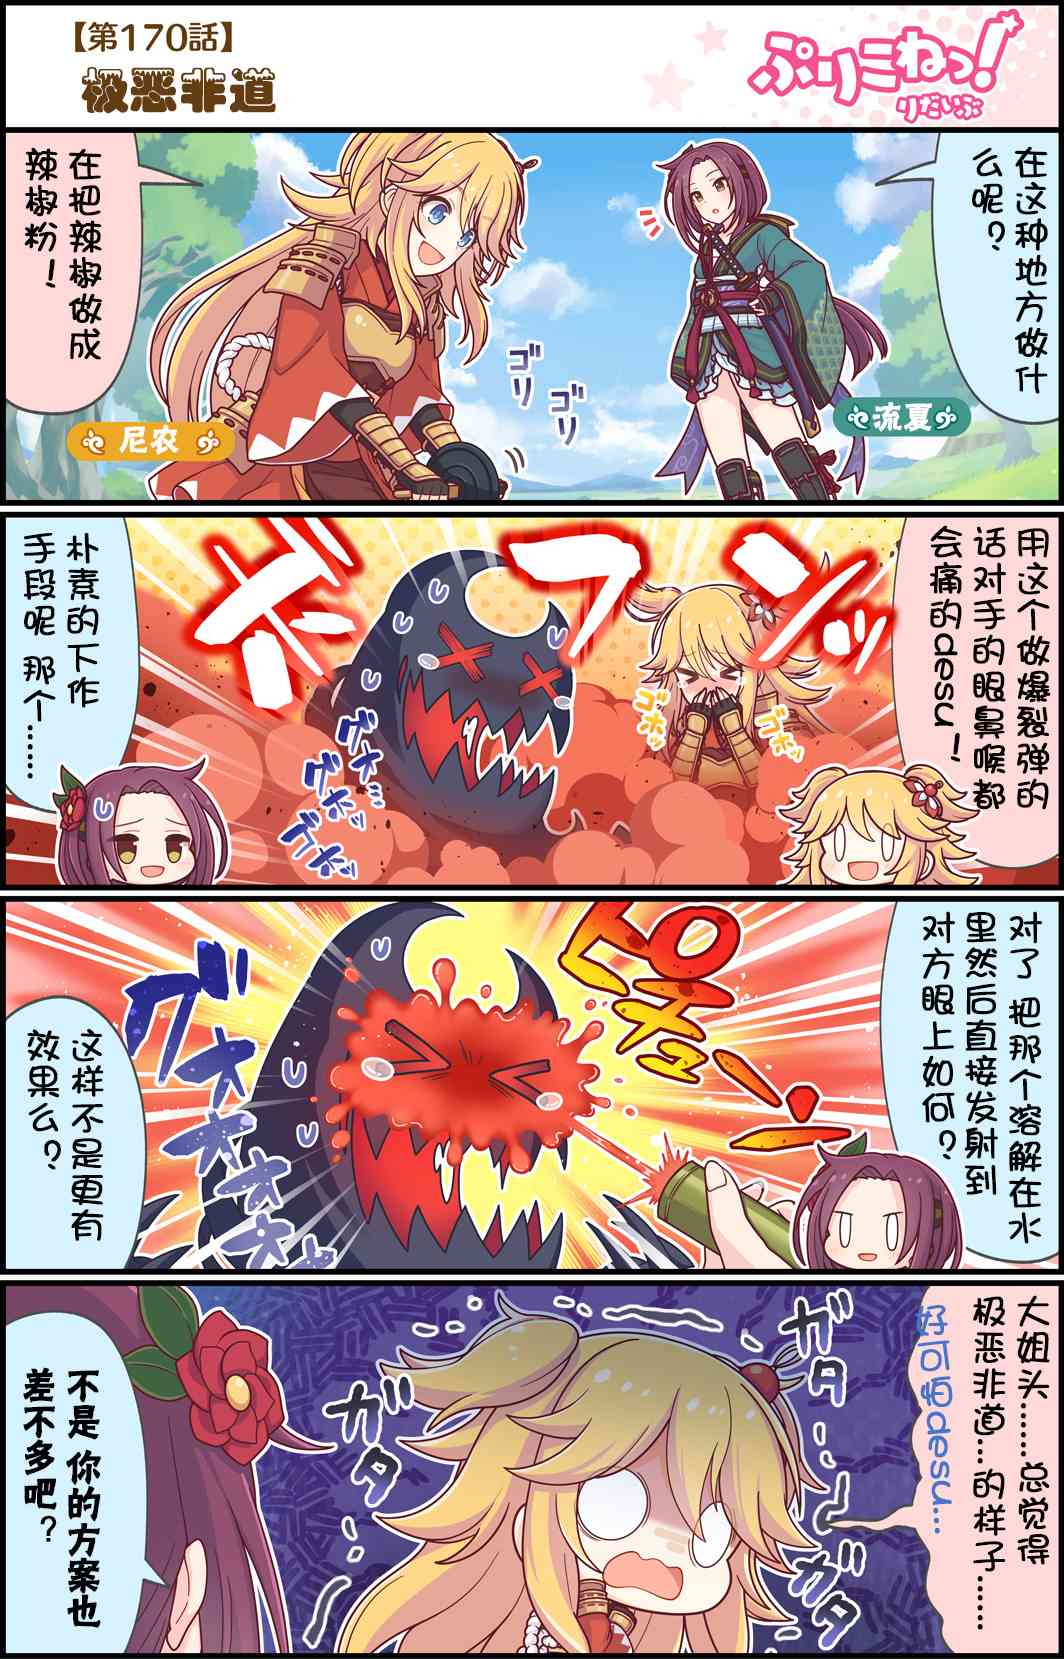 【第170話】
极恶非道
ぷりこねっ!
りだいぶ
在这种地方做什
么呢？
在把辣椒做成
辣椒粉！
ゴリ
ゴリ
尼农
流夏
用这个做爆裂弹的
话对手的眼鼻喉都
会痛的desu！
ドフンッ
ゴホッ
ゴホッ
グオオッ
グボッ
ゲボッ
朴素的下作
手段呢 那个……
对了 把那个溶解在水
里然后直接发射到
对方眼上如何？
ピチュー！
グオオオオ
这样不是更有
效果么？
大姐头……总觉得
极恶非道…的样子……
好可怕desu…
ガタ
ガタ
ガタ
不是 你的方案也
差不多吧？